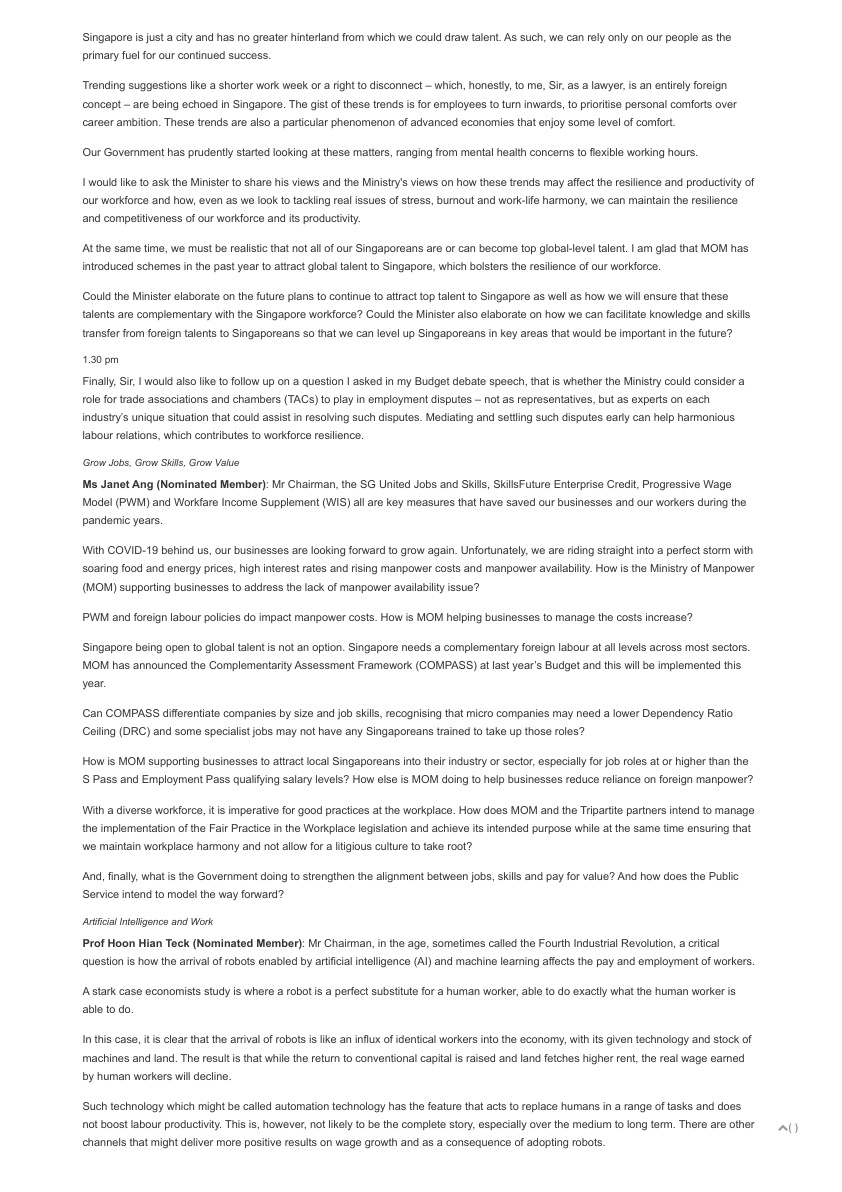 Singapore is just a city and has no greater hinterland from which we could draw talent. As such, we can rely only on our people as the
primary fuel for our continued success.
Trending suggestions like a shorter work week or a right to disconnect – which, honestly, to me, Sir, as a lawyer, is an entirely foreign
concept – are being echoed in Singapore. The gist of these trends is for employees to turn inwards, to prioritise personal comforts over
career ambition. These trends are also a particular phenomenon of advanced economies that enjoy some level of comfort.
Our Government has prudently started looking at these matters, ranging from mental health concerns to flexible working hours.
I would like to ask the Minister to share his views and the Ministry's views on how these trends may affect the resilience and productivity of
our workforce and how, even as we look to tackling real issues of stress, burnout and work-life harmony, we can maintain the resilience
and competitiveness of our workforce and its productivity.
At the same time, we must be realistic that not all of our Singaporeans are or can become top global-level talent. I am glad that MOM has
introduced schemes in the past year to attract global talent to Singapore, which bolsters the resilience of our workforce.
Could the Minister elaborate on the future plans to continue to attract top talent to Singapore as well as how we will ensure that these
talents are complementary with the Singapore workforce? Could the Minister also elaborate on how we can facilitate knowledge and skills
transfer from foreign talents to Singaporeans so that we can level up Singaporeans in key areas that would be important in the future?
1.30 pm
Finally, Sir, I would also like to follow up on a question I asked in my Budget debate speech, that is whether the Ministry could consider a
role for trade associations and chambers (TACs) to play in employment disputes – not as representatives, but as experts on each
industry's unique situation that could assist in resolving such disputes. Mediating and settling such disputes early can help harmonious
labour relations, which contributes to workforce resilience.
Grow Jobs, Grow Skills, Grow Value
Ms Janet Ang (Nominated Member): Mr Chairman, the SG United Jobs and Skills, SkillsFuture Enterprise Credit, Progressive Wage
Model (PWM) and Workfare Income Supplement (WIS) all are key measures that have saved our businesses and our workers during the
pandemic years.
With COVID-19 behind us, our businesses are looking forward to grow again. Unfortunately, we are riding straight into a perfect storm with
soaring food and energy prices, high interest rates and rising manpower costs and manpower availability. How is the Ministry of Manpower
(MOM) supporting businesses to address the lack of manpower availability issue?
PWM and foreign labour policies do impact manpower costs. How is MOM helping businesses to manage the costs increase?
Singapore being open to global talent is not an option. Singapore needs a complementary foreign labour at all levels across most sectors.
MOM has announced the Complementarity Assessment Framework (COMPASS) at last year's Budget and this will be implemented this
year.
Can COMPASS differentiate companies by size and job skills, recognising that micro companies may need a lower Dependency Ratio
Ceiling (DRC) and some specialist jobs may not have any Singaporeans trained to take up those roles?
How is MOM supporting businesses to attract local Singaporeans into their industry or sector, especially for job roles at or higher than the
S Pass and Employment Pass qualifying salary levels? How else is MOM doing to help businesses reduce reliance on foreign manpower?
With a diverse workforce, it is imperative for good practices at the workplace. How does MOM and the Tripartite partners intend to manage
the implementation of the Fair Practice in the Workplace legislation and achieve its intended purpose while at the same time ensuring that
we maintain workplace harmony and not allow for a litigious culture to take root?
And, finally, what is the Government doing to strengthen the alignment between jobs, skills and pay for value? And how does the Public
Service intend to model the way forward?
Artificial Intelligence and Work
Prof Hoon Hian Teck (Nominated Member): Mr Chairman, in the age, sometimes called the Fourth Industrial Revolution, a critical
question is how the arrival of robots enabled by artificial intelligence (AI) and machine learning affects the pay and employment of workers.
A stark case economists study is where a robot is a perfect substitute for a human worker, able to do exactly what the human worker is
able to do.
In this case, it is clear that the arrival of robots is like an influx of identical workers into the economy, with its given technology and stock of
machines and land. The result is that while the return to conventional capital is raised and land fetches higher rent, the real wage earned
by human workers will decline.
Such technology which might be called automation technology has the feature that acts to replace humans in a range of tasks and does
not boost labour productivity. This is, however, not likely to be the complete story, especially over the medium to long term. There are other
channels that might deliver more positive results on wage growth and as a consequence of adopting robots.
( )